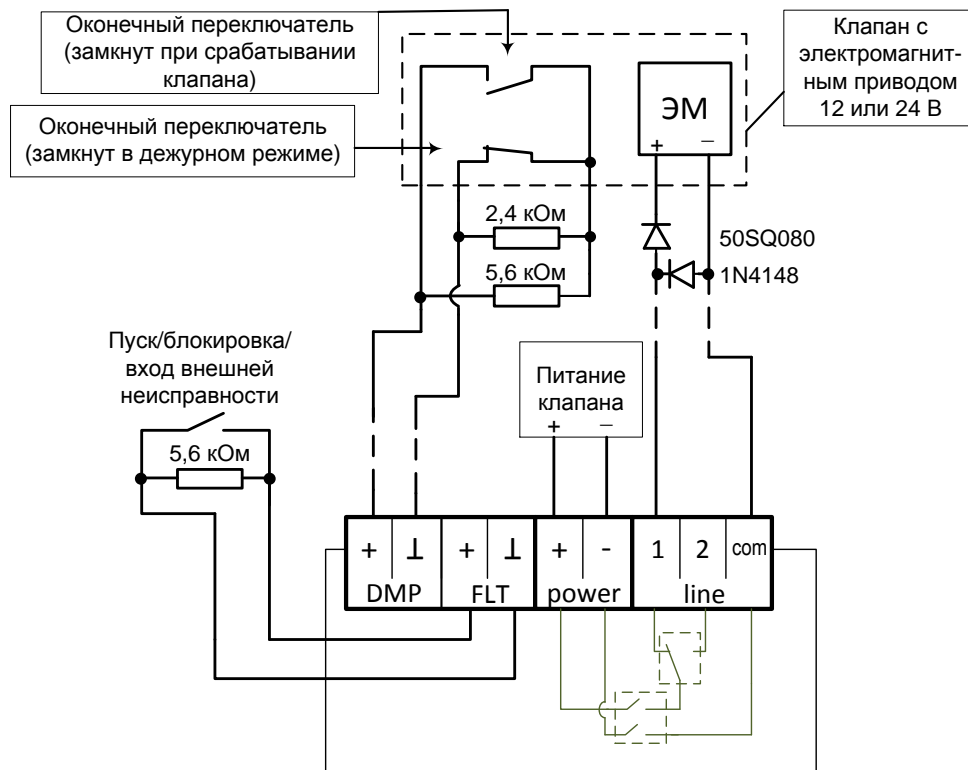 Оконечный переключатель
(замкнут при срабатывании
клапана)
Клапан с
электромагнит-
ным приводом
12 или 24 В
ЭМ
+ −
Оконечный переключатель
(замкнут в дежурном режиме)
2,4 кОм
50SQ080
5,6 кОм
1N4148
Пуск/блокировка/
вход внешней
неисправности
5,6 кОм
Питание
клапана
+ −
+ ⊥ + ⊥ + - 1 2 com
DMP FLT power line